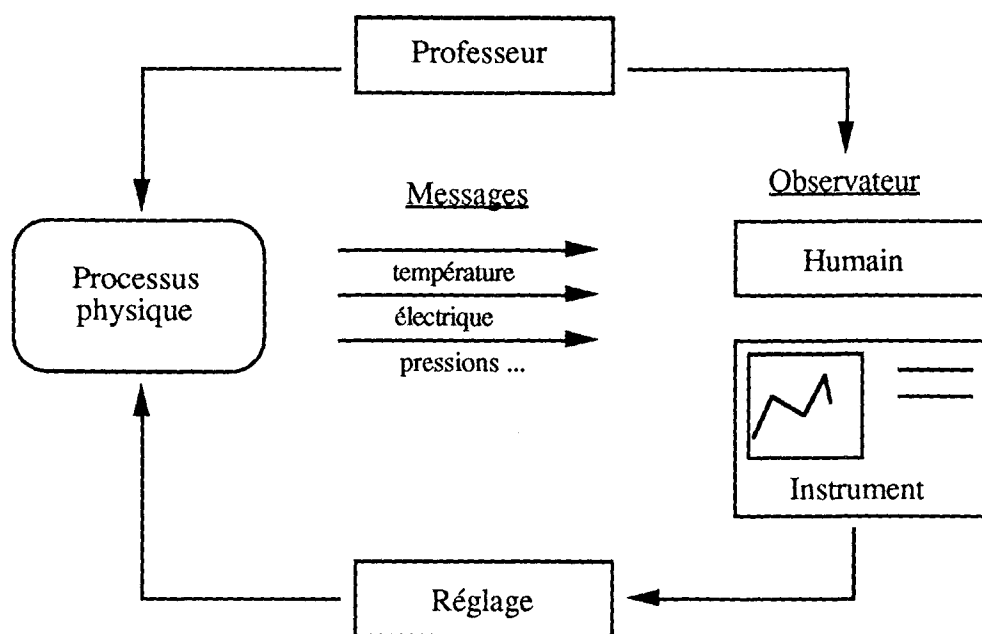 Professeur
Messages
Observateur
Processus
physique
température
électrique
pressions ...
Humain
Instrument
Réglage